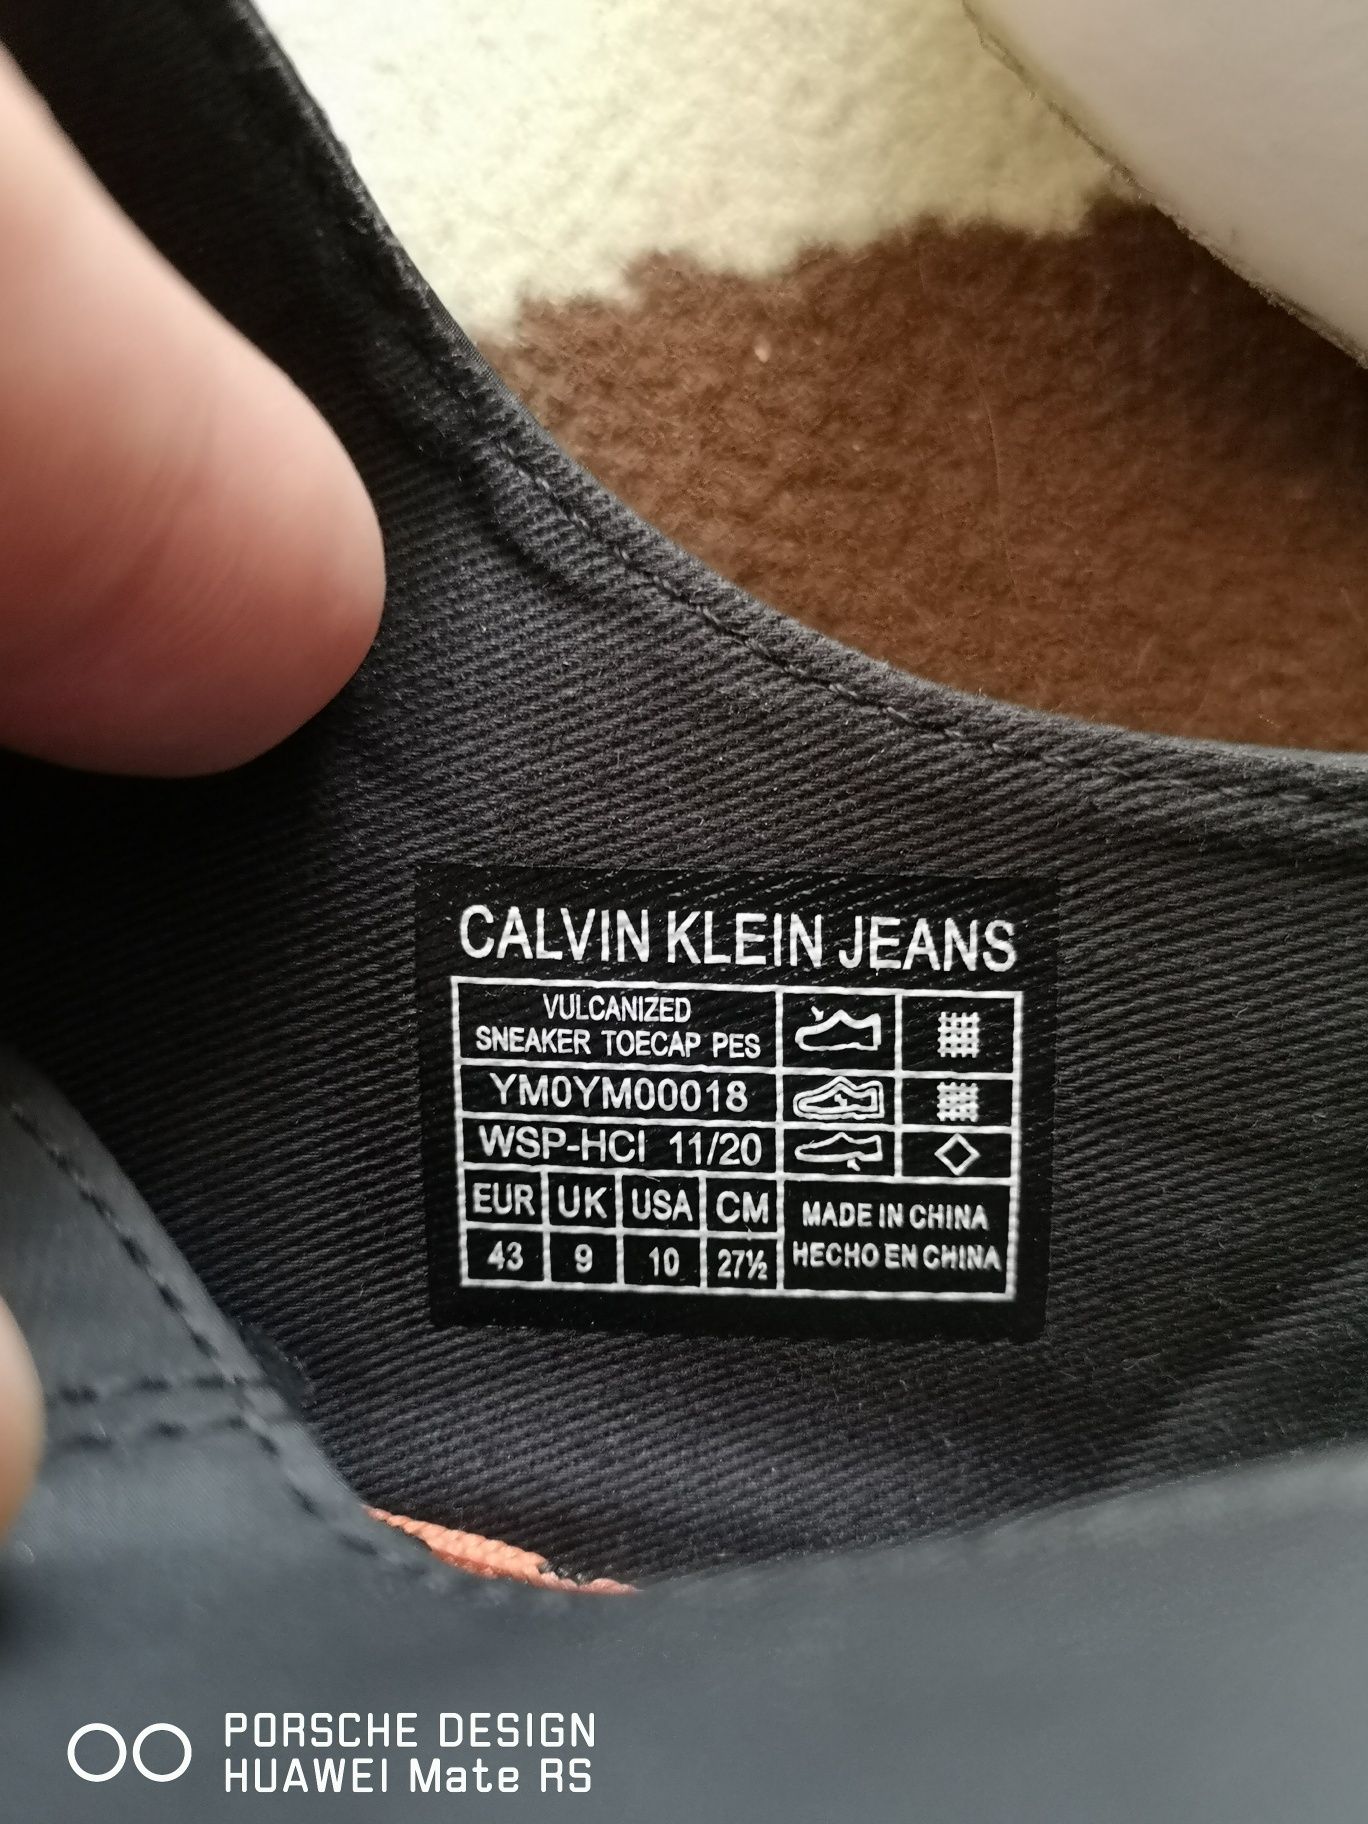 CALVIN KLEIN JEANS
VULCANIZED
SNEAKER TOECAP PES
YM0YM00018
WSP-HCI 11/20
EUR UK USA CM
43 9 10 27½
MADE IN CHINA
HECHO EN CHINA
PORSCHE DESIGN
HUAWEI Mate RS